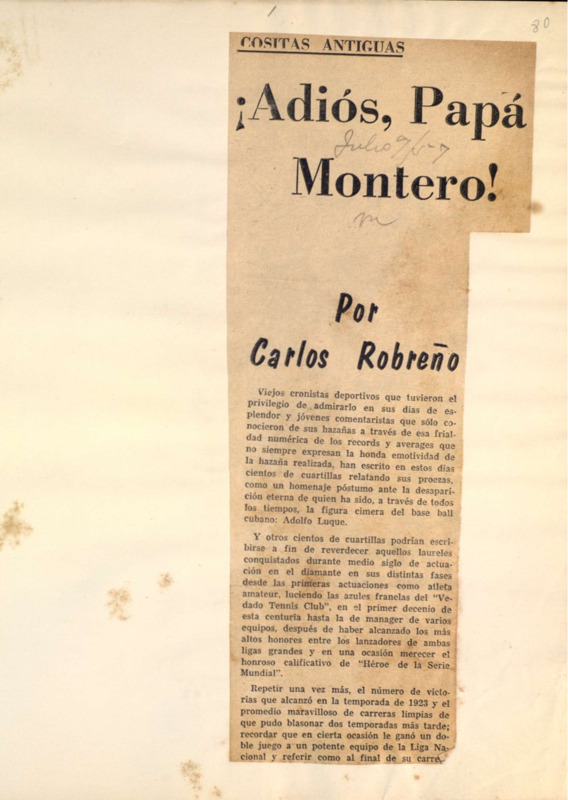 80
COSITAS ANTIGUAS
¡Adiós, Papá
Julio 9/57
Montero!
m
Por
Carlos Robreño
Viejos cronistas deportivos que tuvieron el
privilegio de admirarlo en sus días de es-
plendor y jóvenes comentaristas que sólo co-
nocieron de sus hazañas a través de esa frial-
dad numérica de los records y averages que
no siempre expresan la honda emotividad de
la hazaña realizada, han escrito en estos días
cientos de cuartillas relatando sus proezas,
como un homenaje póstumo ante la desapari-
ción eterna de quien ha sido, a través de todos
los tiempos, la figura cimera del base ball
cubano: Adolfo Luque.
Y otros cientos de cuartillas podrían escri-
birse a fin de reverdecer aquellos laureles
conquistados durante medio siglo de actua-
ción en el diamante en sus distintas fases
desde las primeras actuaciones como atleta
amateur, luciendo las azules franelas del "Ve-
dado Tennis Club", en el primer decenio de
esta centuria hasta la de manager de varios
equipos, después de haber alcanzado los más
altos honores entre los lanzadores de ambas
ligas grandes y en una ocasión merecer el
honroso calificativo de "Héroe de la Serie
Mundial".
Repetir una vez más, el número de victo-
rias que alcanzó en la temporada de 1923 y el
promedio maravilloso de carreras limpias de
que pudo blasonar dos temporadas más tarde;
recordar que en cierta ocasión le ganó un do-
ble juego a un potente equipo de la Liga Na-
cional y referir como al final de su carre-